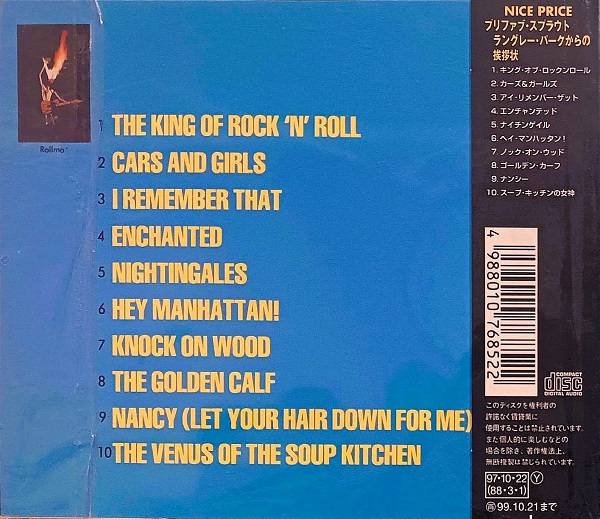 Rollmo
1 THE KING OF ROCK 'N' ROLL
2 CARS AND GIRLS
3 I REMEMBER THAT
4 ENCHANTED
5 NIGHTINGALES
6 HEY MANHATTAN!
7 KNOCK ON WOOD
8 THE GOLDEN CALF
9 NANCY (LET YOUR HAIR DOWN FOR ME)
10 THE VENUS OF THE SOUP KITCHEN
NICE PRICE
プリファブ・スプラウト
ラングレー・パークからの
挨拶状
1. キング・オブ・ロックンロール
2. カーズ&ガールズ
3. アイ・リメンバー・ザット
4. エンチャンテッド
5. ナイチンゲイル
6. ヘイ・マンハッタン!
7. ノック・オン・ウッド
8. ゴールデン・カーフ
9. ナンシー
10. スープ・キッチンの女神
4 988010 768522
COMPACT
disc
DIGITAL AUDIO
このディスクを権利者の
許諾なく賃貸業に
使用することは禁止されています。
また個人的に楽しむなどの
場合を除き、著作権法上、
無断複製は禁じられています。
97・10・22 Y
(88・3・1)
再 99.10.21まで